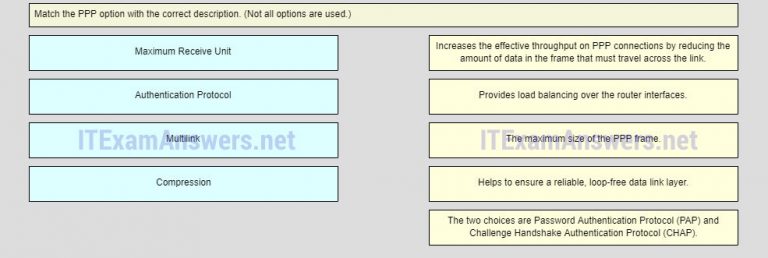 Match the PPP option with the correct description. (Not all options are used.)
Maximum Receive Unit
Authentication Protocol
Multilink
Compression
Increases the effective throughput on PPP connections by reducing the
amount of data in the frame that must travel across the link.
Provides load balancing over the router interfaces.
The maximum size of the PPP frame.
Helps to ensure a reliable, loop-free data link layer.
The two choices are Password Authentication Protocol (PAP) and
Challenge Handshake Authentication Protocol (CHAP).
ITExamAnswers.net
ITExamAnswers.net